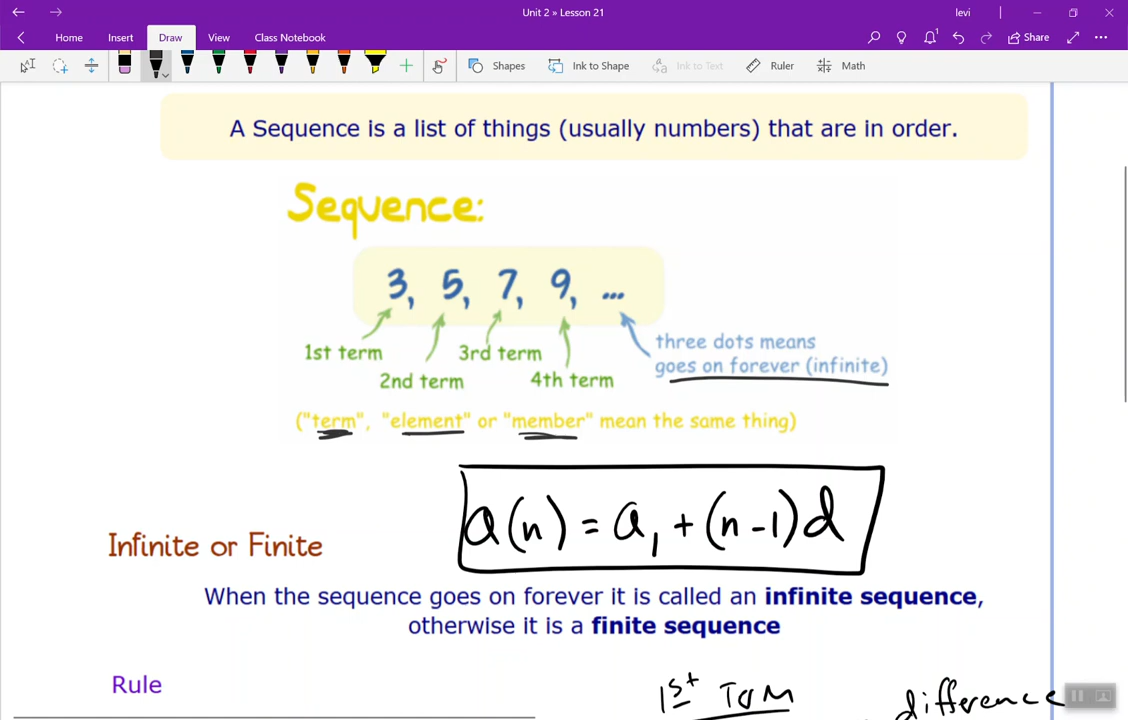 Unit 2 » Lesson 21
levi
Home Insert Draw View Class Notebook
Share
Shapes Ink to Shape Ink to Text Ruler Math
A Sequence is a list of things (usually numbers) that are in order.
Sequence:
3, 5, 7, 9, ...
three dots means
1st term 3rd term goes on forever (infinite)
2nd term 4th term
("term", "element" or "member" mean the same thing)
a(n) = a₁ + (n-1)d
Infinite or Finite
When the sequence goes on forever it is called an infinite sequence,
otherwise it is a finite sequence
Rule
1st Term
difference